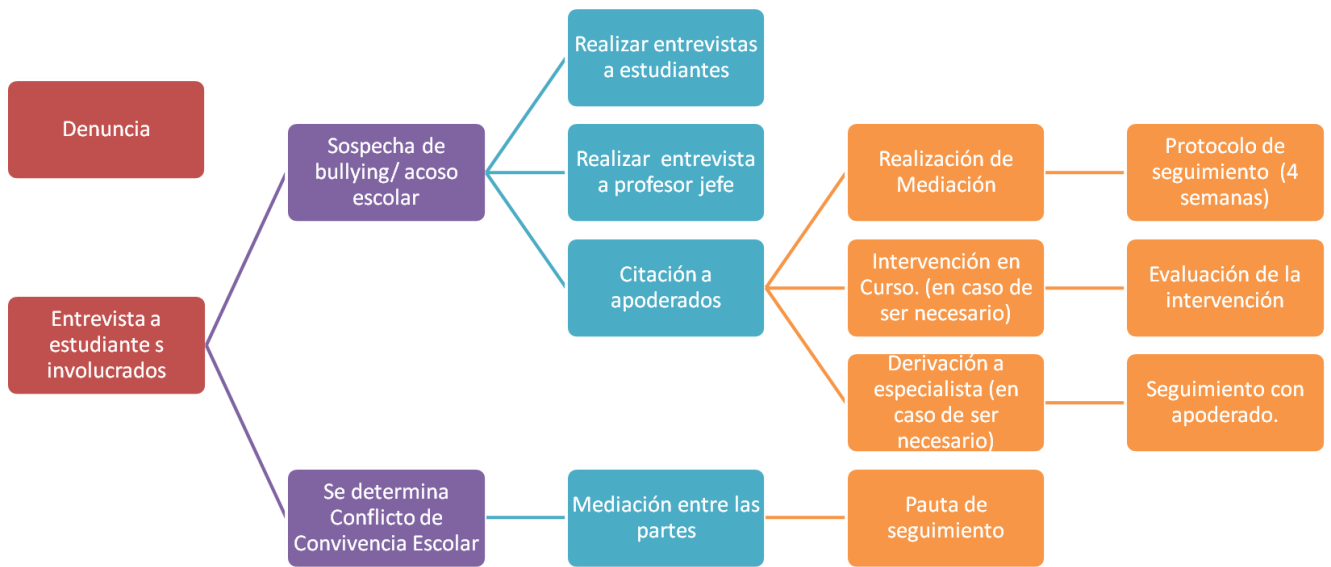 Denuncia
Entrevista a
estudiante s
involucrados
Sospecha de
bullying/ acoso
escolar
Se determina
Conflicto de
Convivencia Escolar
Realizar entrevistas
a estudiantes
Realizar entrevista
a profesor jefe
Citación a
apoderados
Mediación entre las
partes
Realización de
Mediación
Intervención en
Curso. (en caso de
ser necesario)
Derivación a
especialista (en
caso de ser
necesario)
Pauta de
seguimiento
Protocolo de
seguimiento (4
semanas)
Evaluación de la
intervención
Seguimiento con
apoderado.